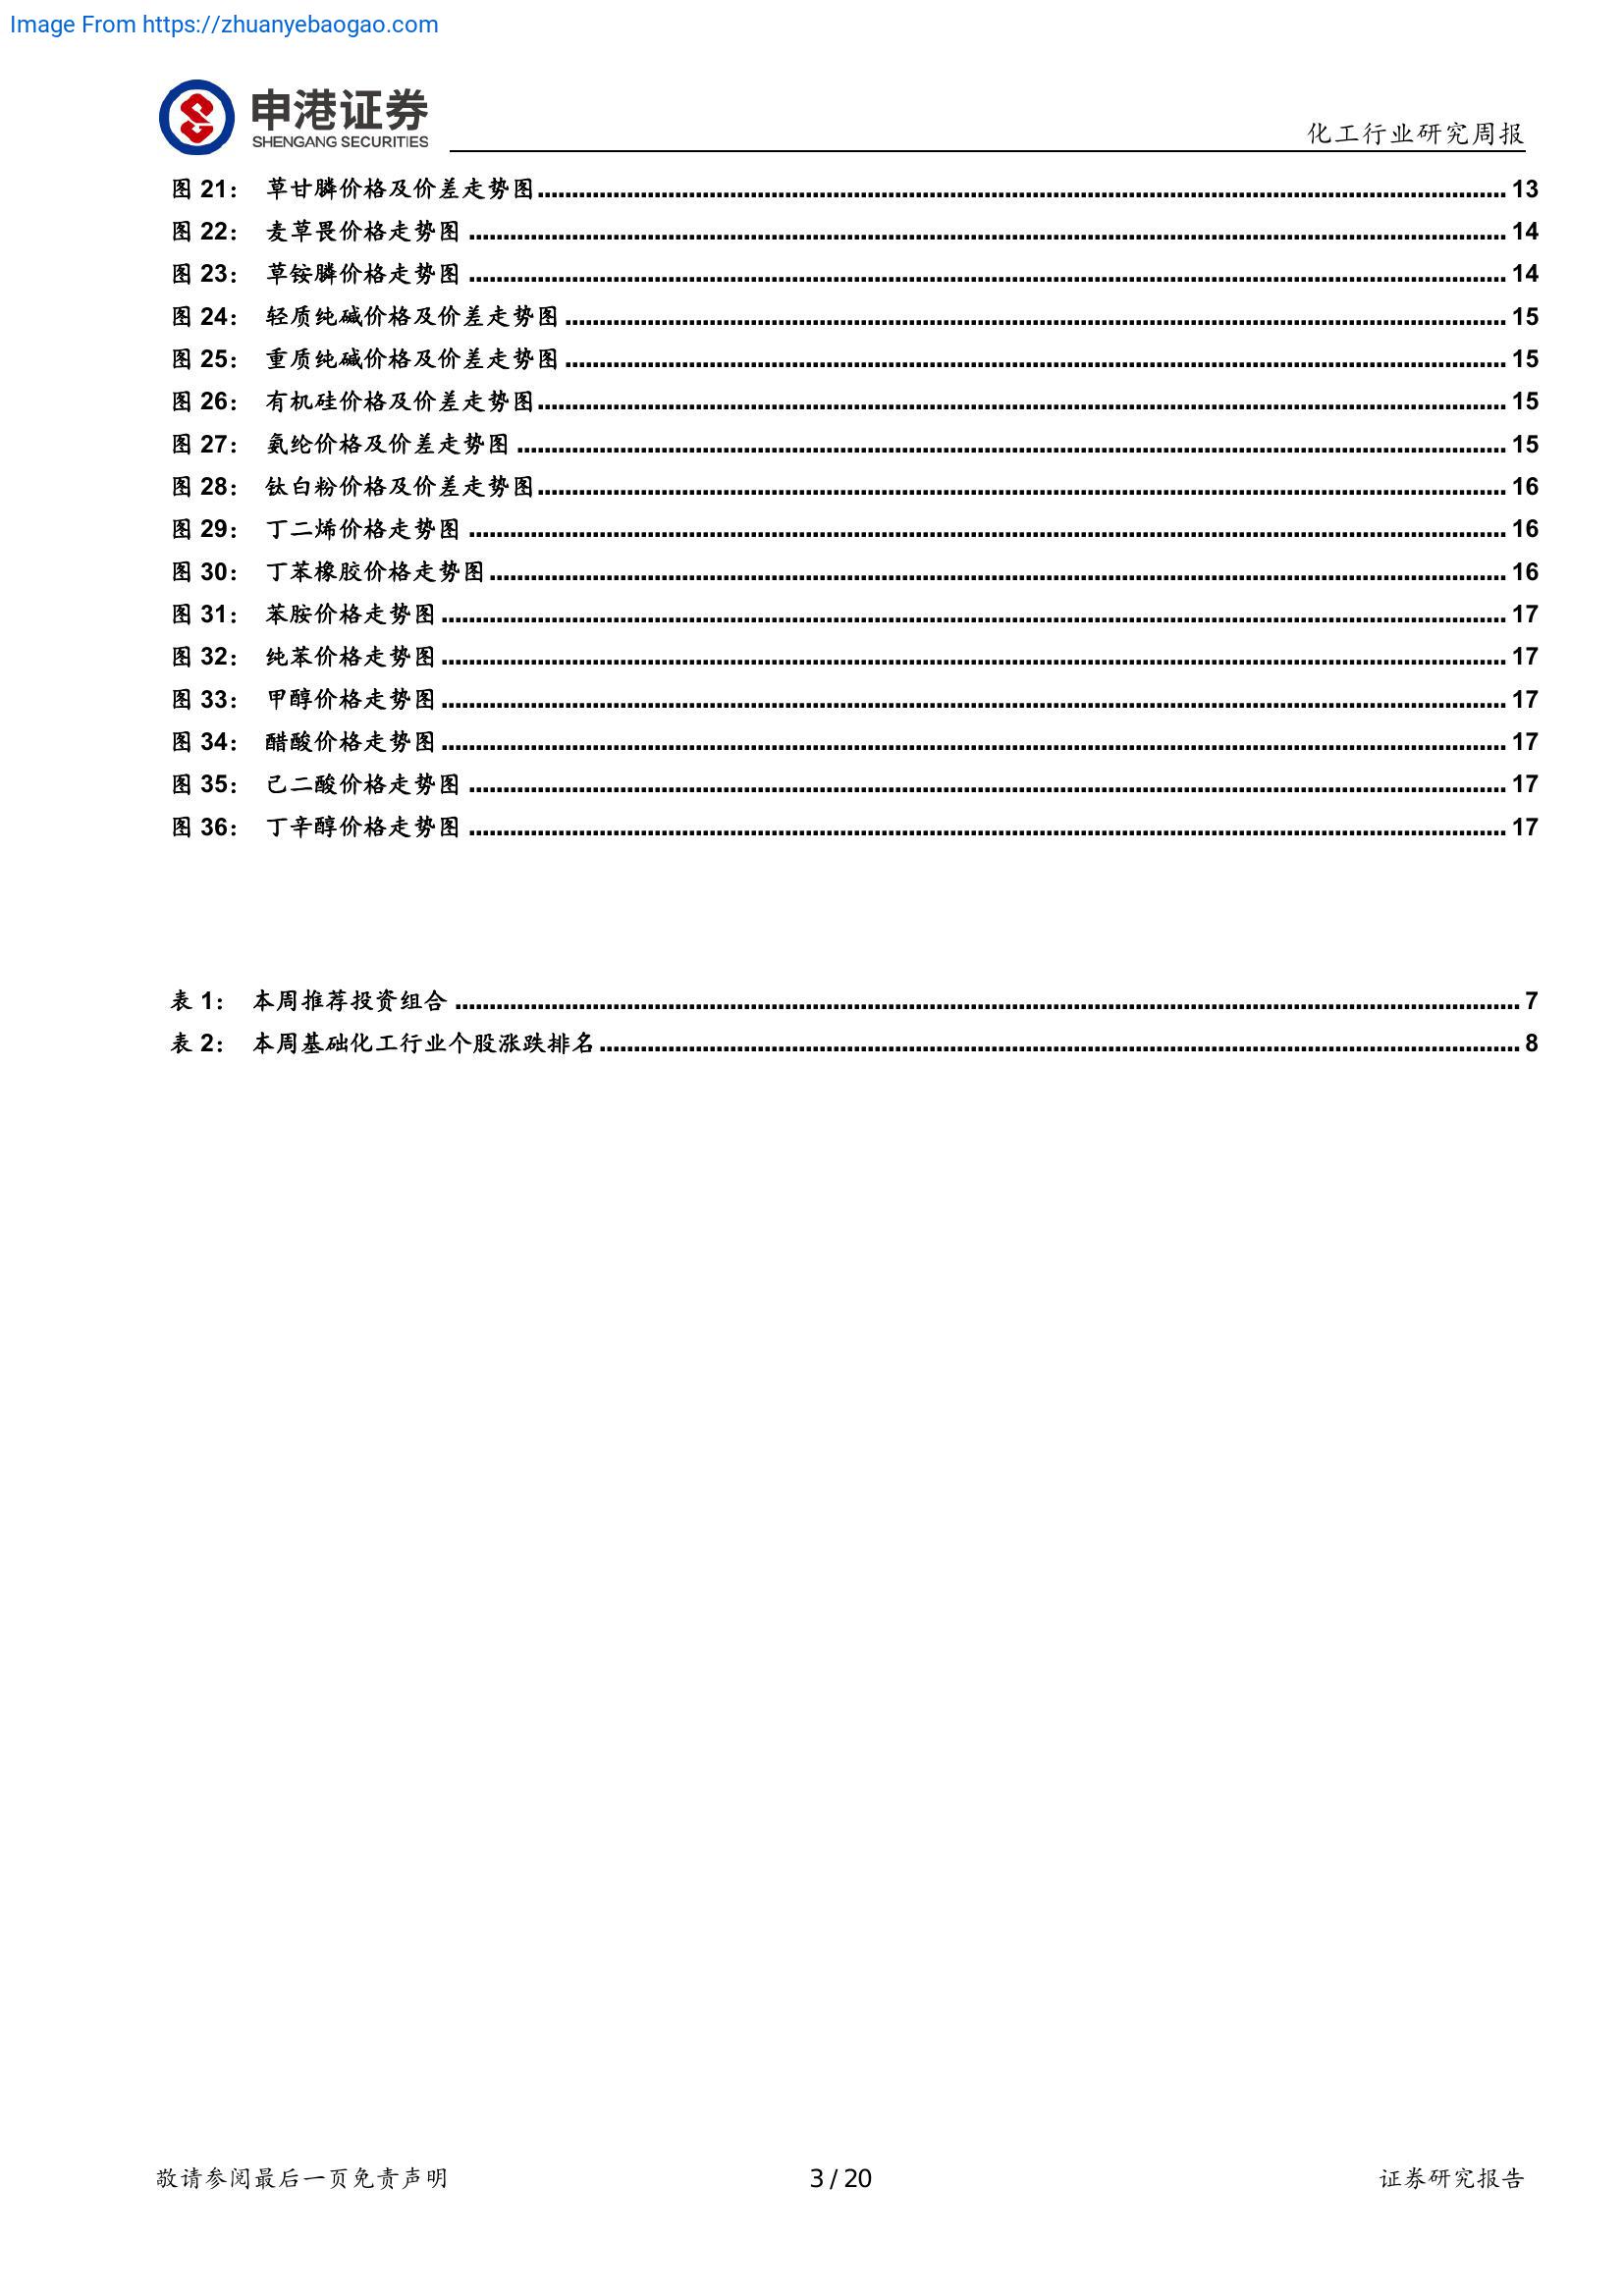 Image From https://zhuanyebaogao.com
申港证券
SHENGANG SECURITIES
化工行业研究周报
图 21： 草甘膦价格及价差走势图 13
图 22： 麦草畏价格走势图 14
图 23： 草铵膦价格走势图 14
图 24： 轻质纯碱价格及价差走势图 15
图 25： 重质纯碱价格及价差走势图 15
图 26： 有机硅价格及价差走势图 15
图 27： 氨纶价格及价差走势图 15
图 28： 钛白粉价格及价差走势图 16
图 29： 丁二烯价格走势图 16
图 30： 丁苯橡胶价格走势图 16
图 31： 苯胺价格走势图 17
图 32： 纯苯价格走势图 17
图 33： 甲醇价格走势图 17
图 34： 醋酸价格走势图 17
图 35： 己二酸价格走势图 17
图 36： 丁辛醇价格走势图 17
表 1： 本周推荐投资组合 7
表 2： 本周基础化工行业个股涨跌排名 8
敬请参阅最后一页免责声明 3 / 20 证券研究报告